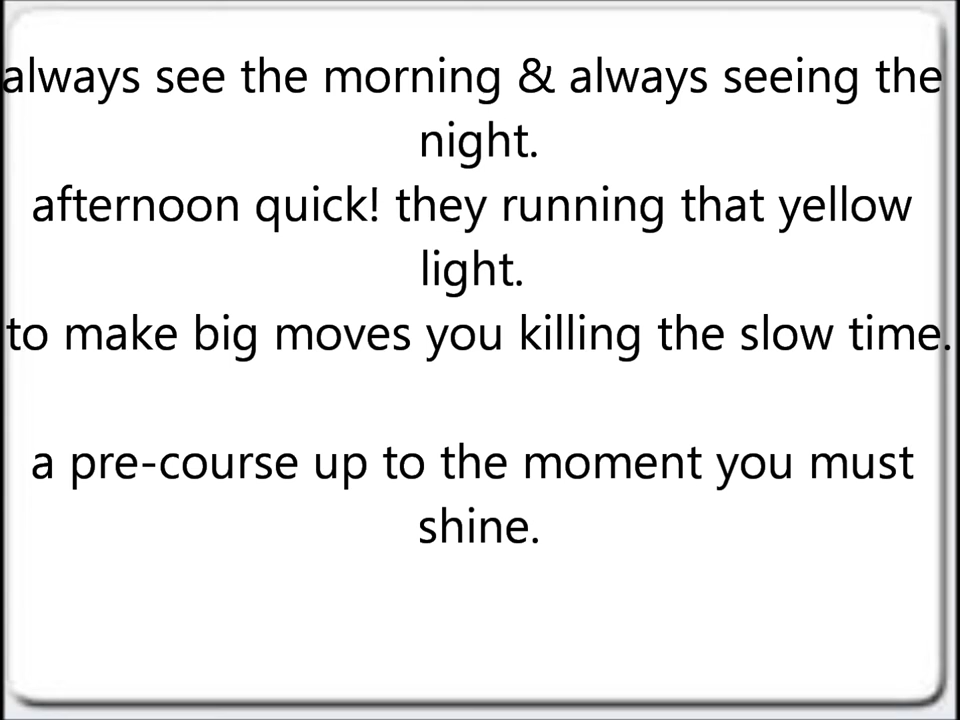 always see the morning & always seeing the
night.
afternoon quick! they running that yellow
light.
to make big moves you killing the slow time.
a pre-course up to the moment you must
shine.